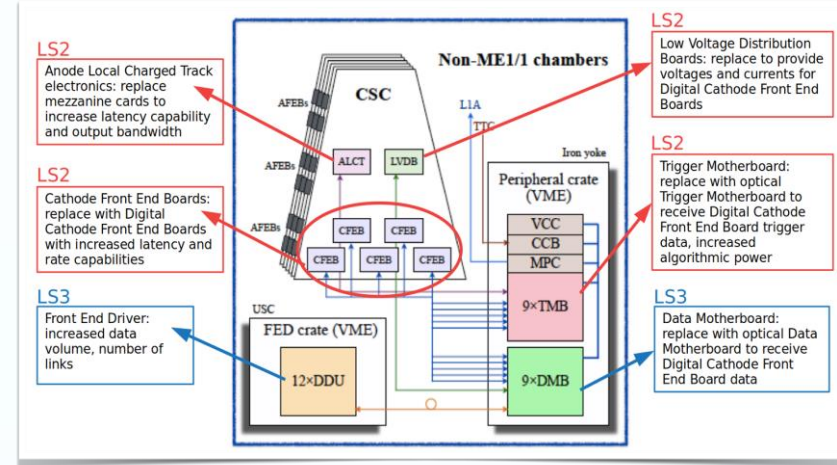 LS2
Anode Local Charged Track
electronics: replace
mezzanine cards to
increase latency capability
and output bandwidth
LS2
Cathode Front End Boards:
replace with Digital
Cathode Front End Boards
with increased latency and
rate capabilities
LS3
Front End Driver:
increased data
volume, number of
links
Non-ME1/1 chambers
CSC
AFEBs
AFEBs
AFEBs
ALCT
LVDB
CFEB
CFEB
CFEB
CFEB
CFEB
L1A
TTC
Iron yoke
Peripheral crate
(VME)
VCC
CCB
MPC
9×TMB
9×DMB
USC
FED crate (VME)
12×DDU
LS2
Low Voltage Distribution
Boards: replace to provide
voltages and currents for
Digital Cathode Front End
Boards
LS2
Trigger Motherboard:
replace with optical
Trigger Motherboard to
receive Digital Cathode
Front End Board trigger
data, increased
algorithmic power
LS3
Data Motherboard:
replace with optical Data
Motherboard to receive
Digital Cathode Front
End Board data